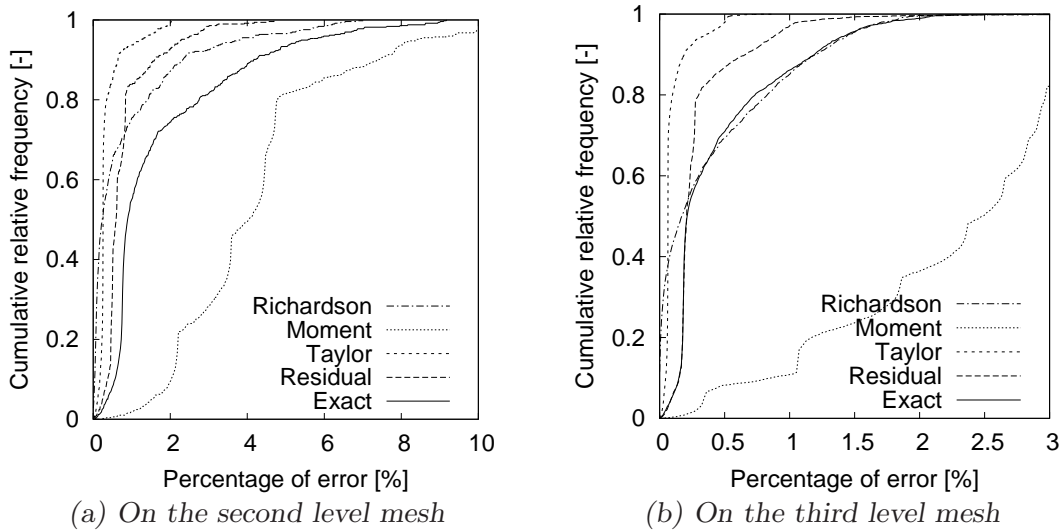 Cumulative relative frequency [-]
1
0.8
0.6
0.4
0.2
0
Richardson
Moment
Taylor
Residual
Exact
0 2 4 6 8 10
Percentage of error [%]
(a) On the second level mesh
Cumulative relative frequency [-]
1
0.8
0.6
0.4
0.2
0
Richardson
Moment
Taylor
Residual
Exact
0 0.5 1 1.5 2 2.5 3
Percentage of error [%]
(b) On the third level mesh